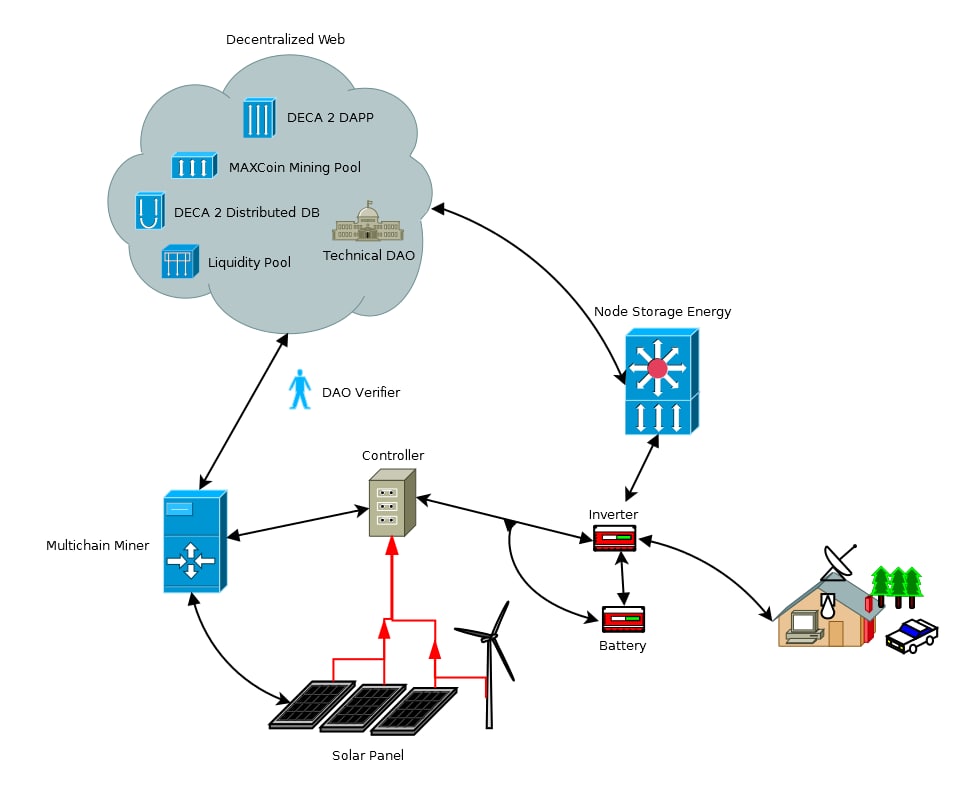 Decentralized Web
DECA 2 DAPP
MAXCoin Mining Pool
DECA 2 Distributed DB
Technical DAO
Liquidity Pool
Node Storage Energy
DAO Verifier
Controller
Inverter
Multichain Miner
Battery
Solar Panel